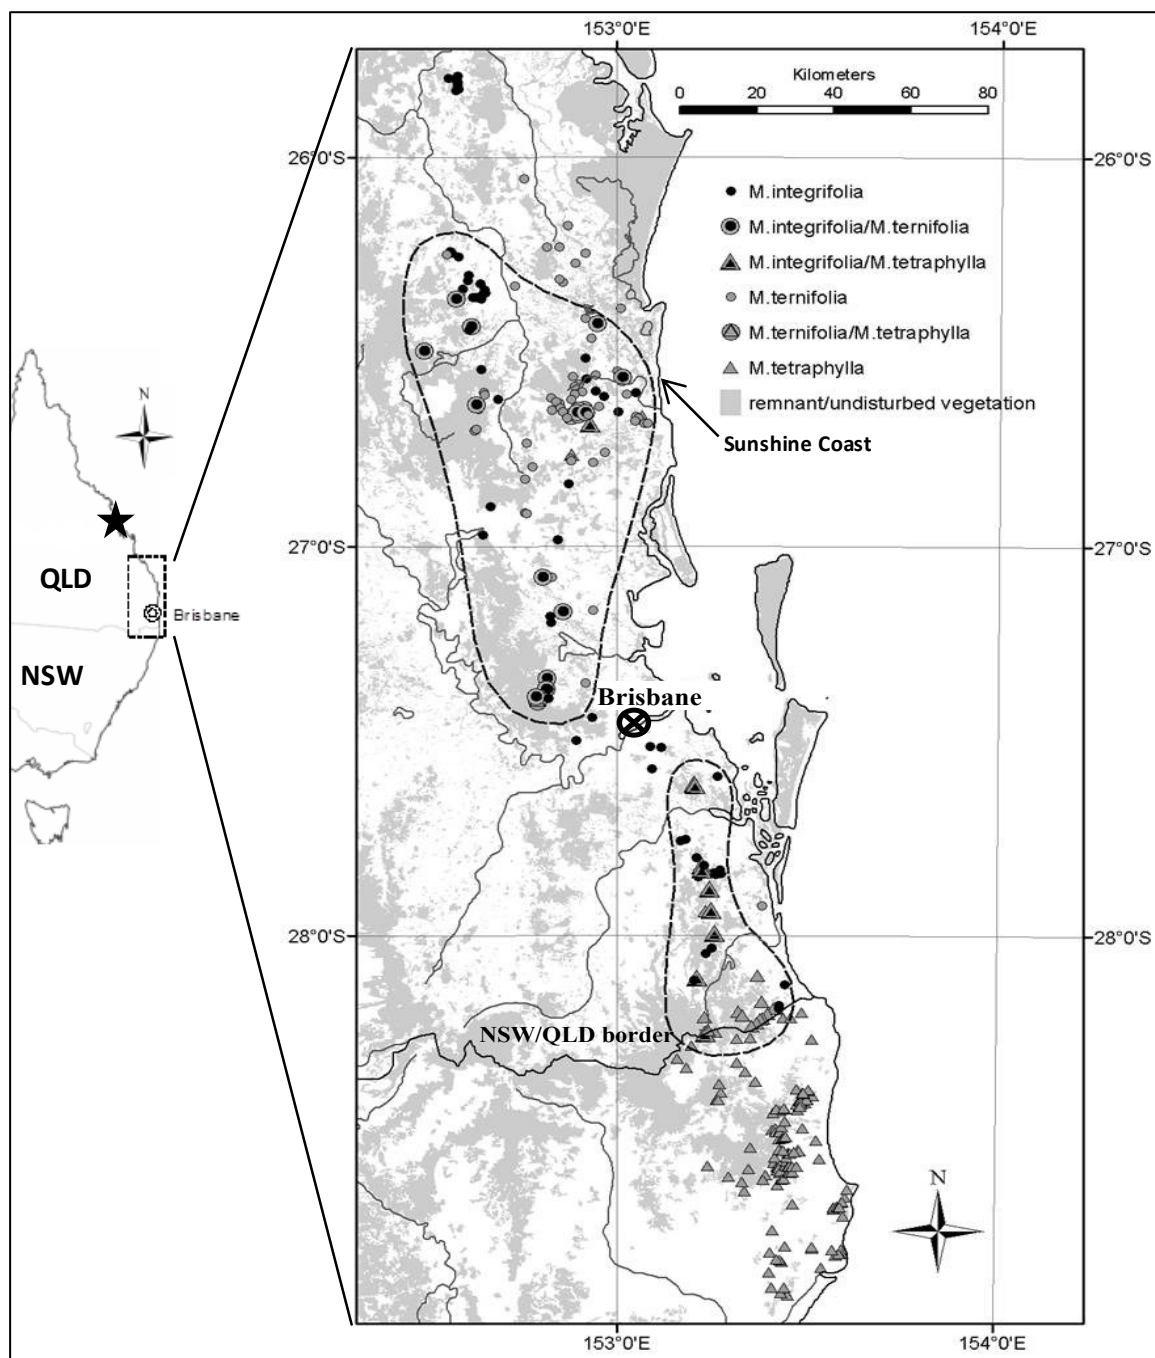 153°0'E
154°0'E
Kilometers
0 20 40 60 80
26°0'S
26°0'S
M.integrifolia
M.integrifolia/M.ternifolia
M.integrifolia/M.tetraphylla
M.ternifolia
M.ternifolia/M.tetraphylla
M.tetraphylla
remnant/undisturbed vegetation
Sunshine Coast
N
27°0'S
27°0'S
QLD
Brisbane
NSW
Brisbane
28°0'S
28°0'S
NSW/QLD border
N
153°0'E
154°0'E